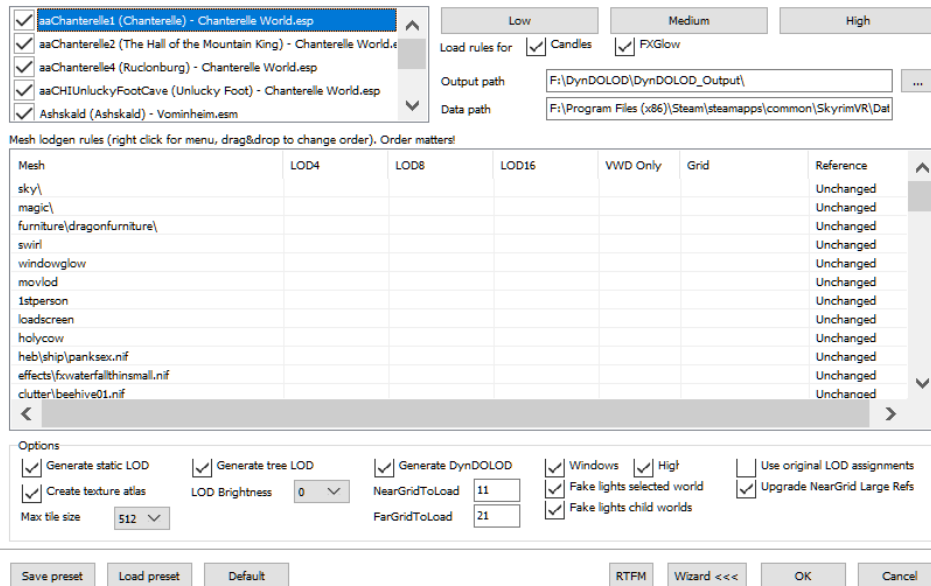 aaChanterelle1 (Chanterelle) - Chanterelle World.esp
aaChanterelle2 (The Hall of the Mountain King) - Chanterelle World.e
aaChanterelle4 (Ruclonburg) - Chanterelle World.esp
aaCHIUnluckyFootCave (Unlucky Foot) - Chanterelle World.esp
Ashskald (Ashskald) - Vominheim.esm
Low Medium High
Load rules for Candles FXGlow
Output path F:\DynDOLOD\DynDOLOD_Output\ ...
Data path F:\Program Files (x86)\Steam\steamapps\common\SkyrimVR\Dat
Mesh lodgen rules (right click for menu, drag&drop to change order). Order matters!
Mesh LOD4 LOD8 LOD16 VWD Only Grid Reference
sky\ Unchanged
magic\ Unchanged
furniture\dragonfurniture\ Unchanged
swirl Unchanged
windowglow Unchanged
movlod Unchanged
1stperson Unchanged
loadscreen Unchanged
holycow Unchanged
heb\ship\panksex.nif Unchanged
effects\fxwaterfallthinsmall.nif Unchanged
clutter\beehive01.nif Unchanged
Options
Generate static LOD Generate tree LOD Generate DynDOLOD Windows High Use original LOD assignments
Create texture atlas LOD Brightness 0 NearGridToLoad 11 Fake lights selected world Upgrade NearGrid Large Refs
Max tile size 512 FarGridToLoad 21 Fake lights child worlds
Save preset Load preset Default RTFM Wizard <<< OK Cancel